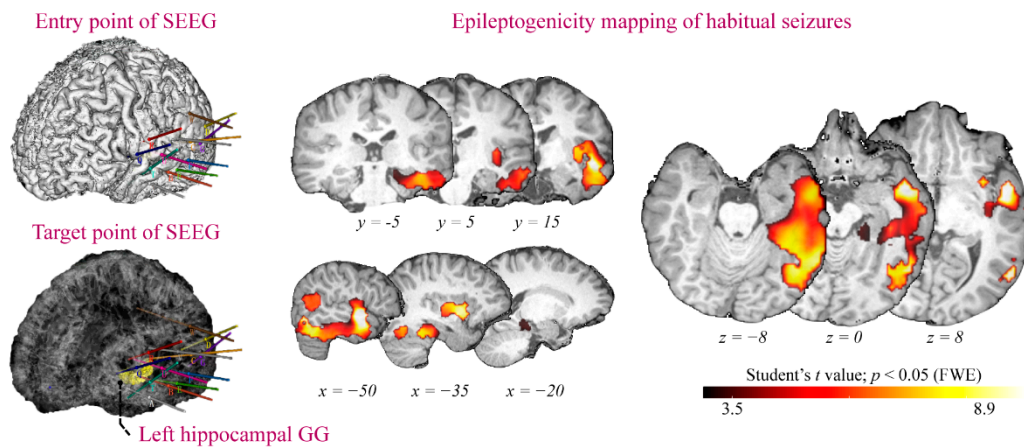 Entry point of SEEG
Epileptogenicity mapping of habitual seizures
y = -5 y = 5 y = 15
Target point of SEEG
x = −50 x = −35 x = −20
z = −8 z = 0 z = 8
Student's t value; p < 0.05 (FWE)
3.5 8.9
Left hippocampal GG